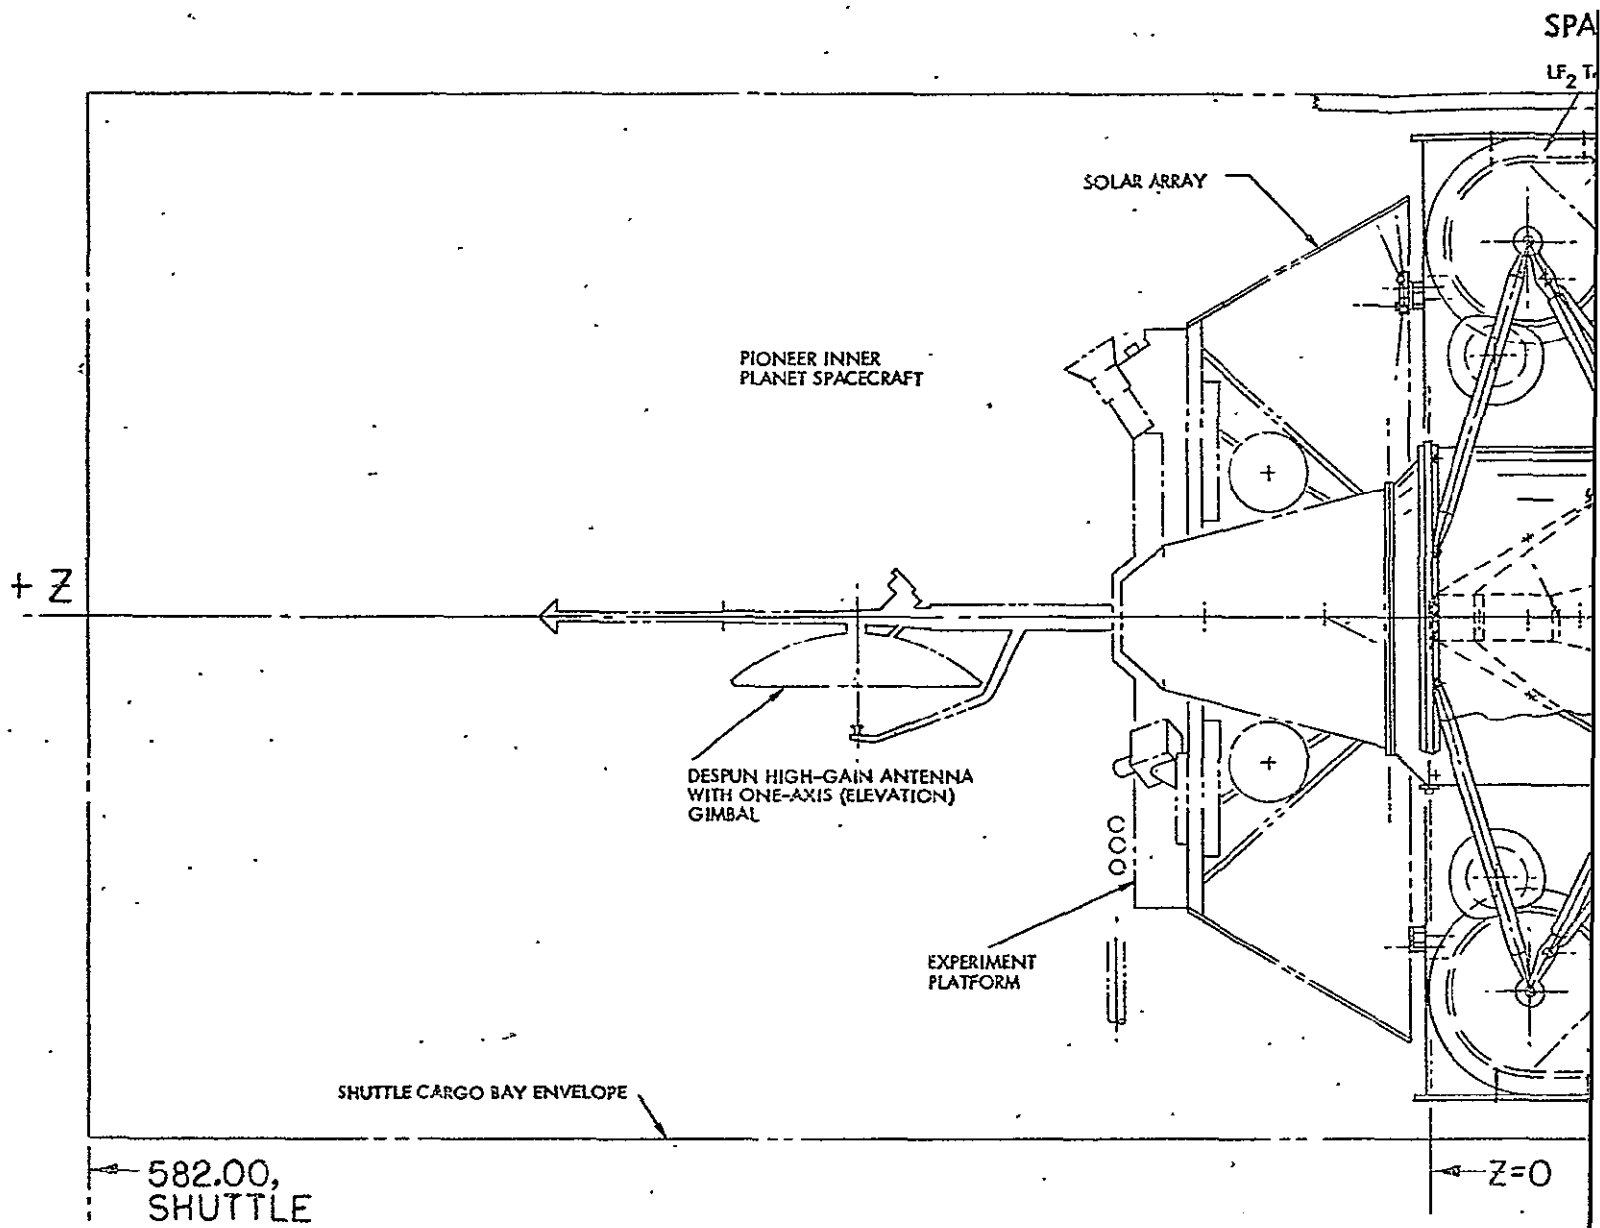 SPA
LF₂ T
SOLAR ARRAY
PIONEER INNER
PLANET SPACECRAFT
+ Z
DESPUN HIGH-GAIN ANTENNA
WITH ONE-AXIS (ELEVATION)
GIMBAL
EXPERIMENT
PLATFORM
SHUTTLE CARGO BAY ENVELOPE
582.00,
SHUTTLE
Z=0